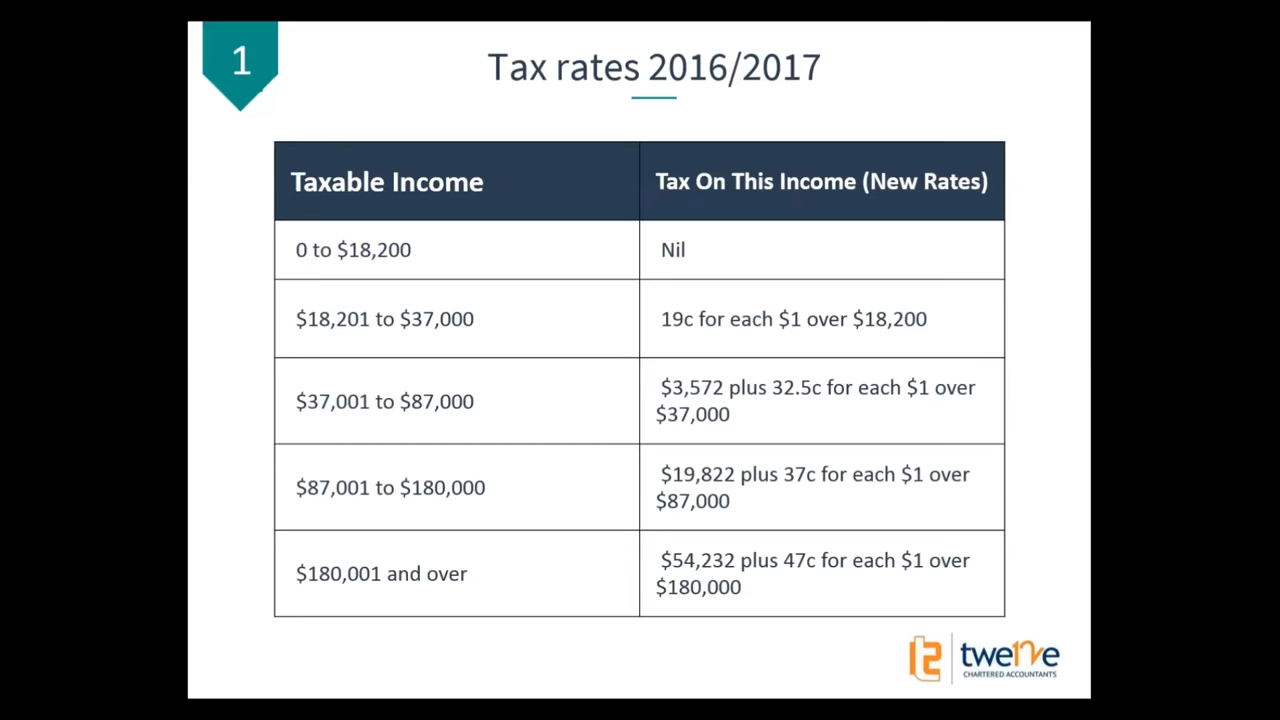 1
Tax rates 2016/2017
Taxable Income
Tax On This Income (New Rates)
0 to $18,200
Nil
$18,201 to $37,000
19c for each $1 over $18,200
$37,001 to $87,000
$3,572 plus 32.5c for each $1 over
$37,000
$87,001 to $180,000
$19,822 plus 37c for each $1 over
$87,000
$180,001 and over
$54,232 plus 47c for each $1 over
$180,000
12 twe12ve
CHARTERED ACCOUNTANTS